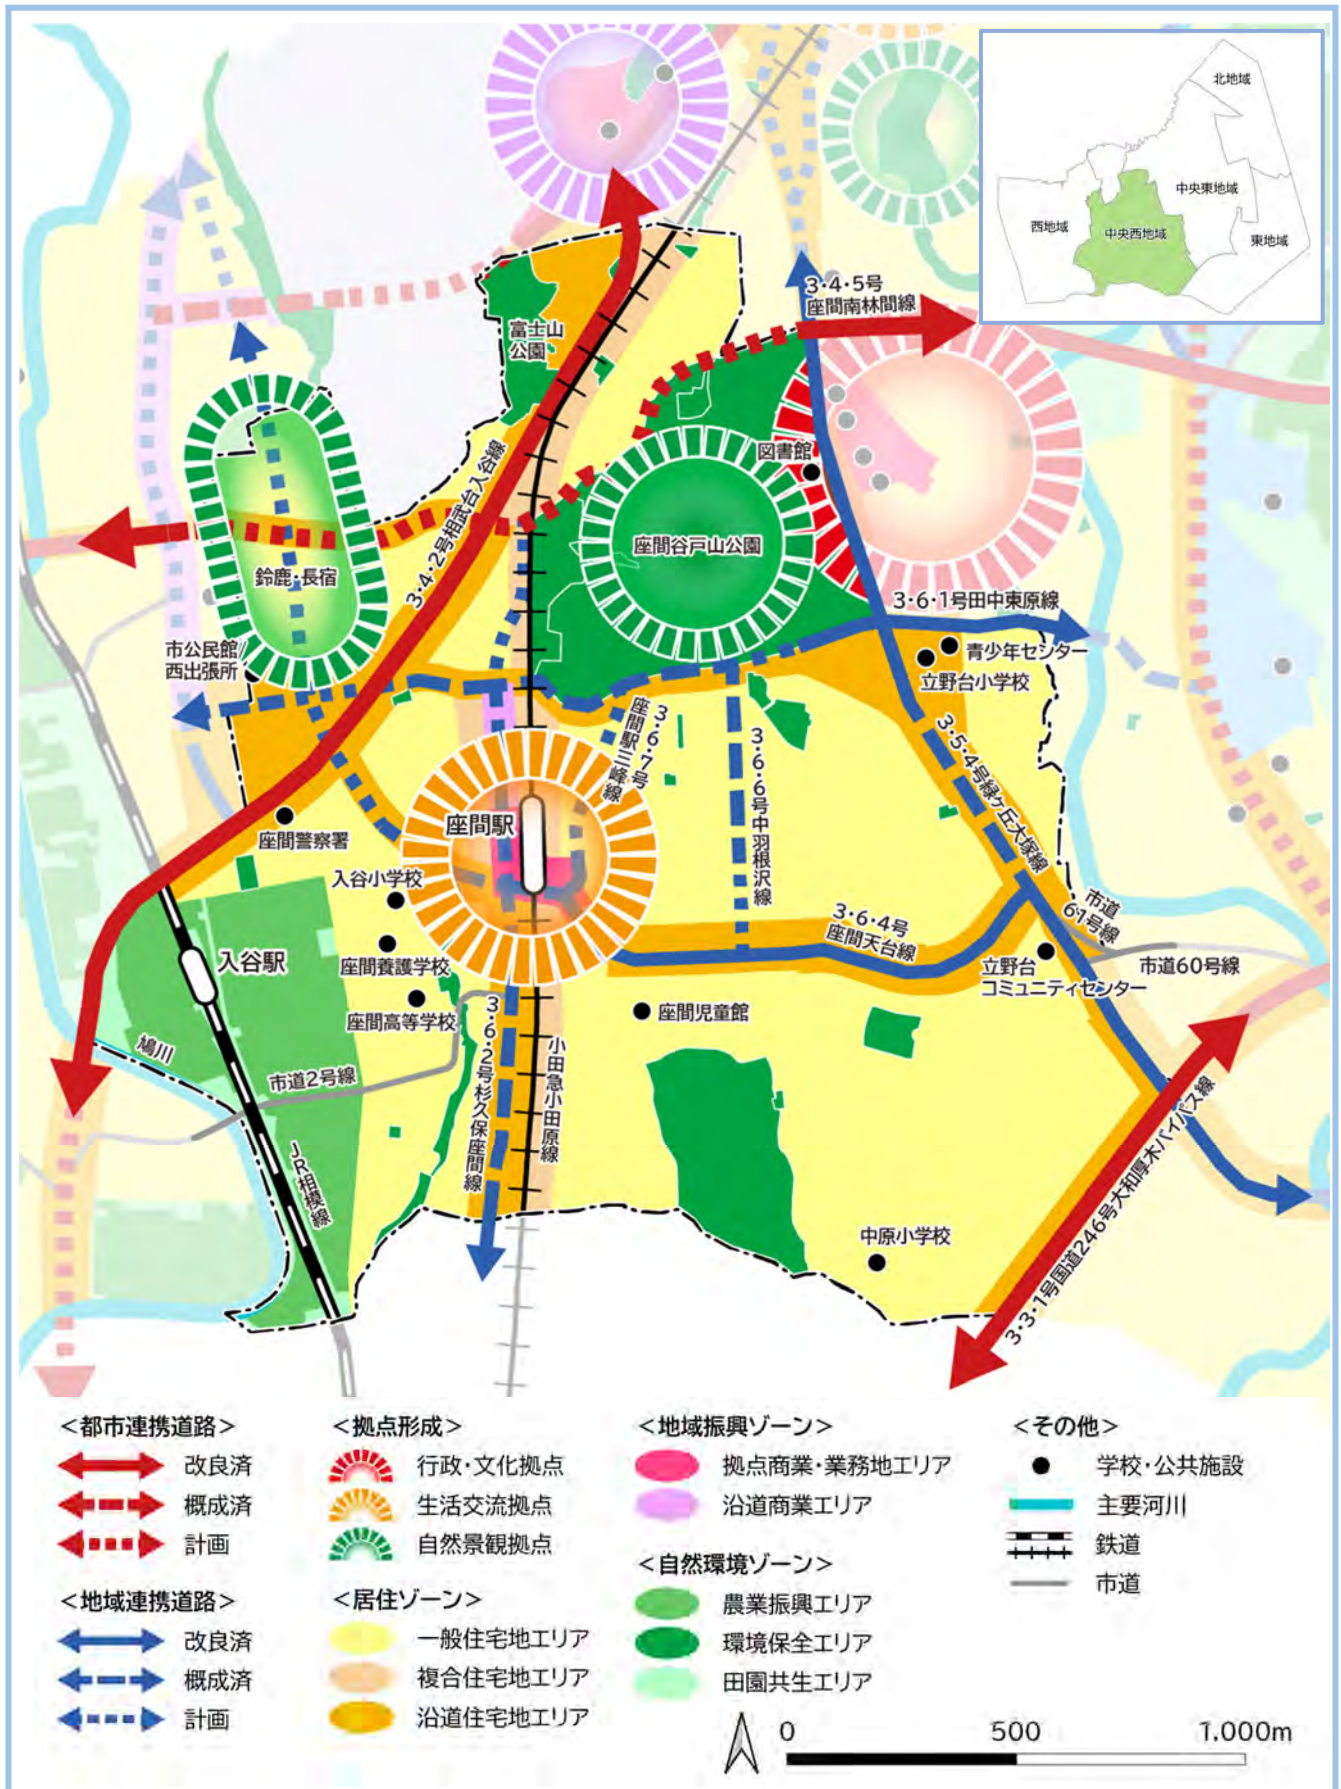 北地域
中央東地域
西地域
中央西地域
東地域
3・4・5号
座間南林間線
富士山
公園
図書館
3・4・2号相武台入谷線
座間谷戸山公園
鈴鹿・長宿
3・6・1号田中東原線
市公民館
西出張所
青少年センター
立野台小学校
3・6・7号
座間駅三峰線
3・6・6号中羽根沢線
3・5・4号緑ケ丘大塚線
座間駅
座間警察署
入谷小学校
市道
61号線
3・6・4号
座間天台線
入谷駅
座間養護学校
立野台
コミュニティセンター
市道60号線
座間高等学校
座間児童館
鳩川
市道2号線
3・6・2号杉久保座間線
小田急小田原線
JR相模線
中原小学校
3・3・1号国道246号大和厚木バイパス線
＜都市連携道路＞
改良済
概成済
計画
＜地域連携道路＞
改良済
概成済
計画
＜拠点形成＞
行政・文化拠点
生活交流拠点
自然景観拠点
＜居住ゾーン＞
一般住宅地エリア
複合住宅地エリア
沿道住宅地エリア
＜地域振興ゾーン＞
拠点商業・業務地エリア
沿道商業エリア
＜自然環境ゾーン＞
農業振興エリア
環境保全エリア
田園共生エリア
＜その他＞
学校・公共施設
主要河川
鉄道
市道
0 500 1,000m